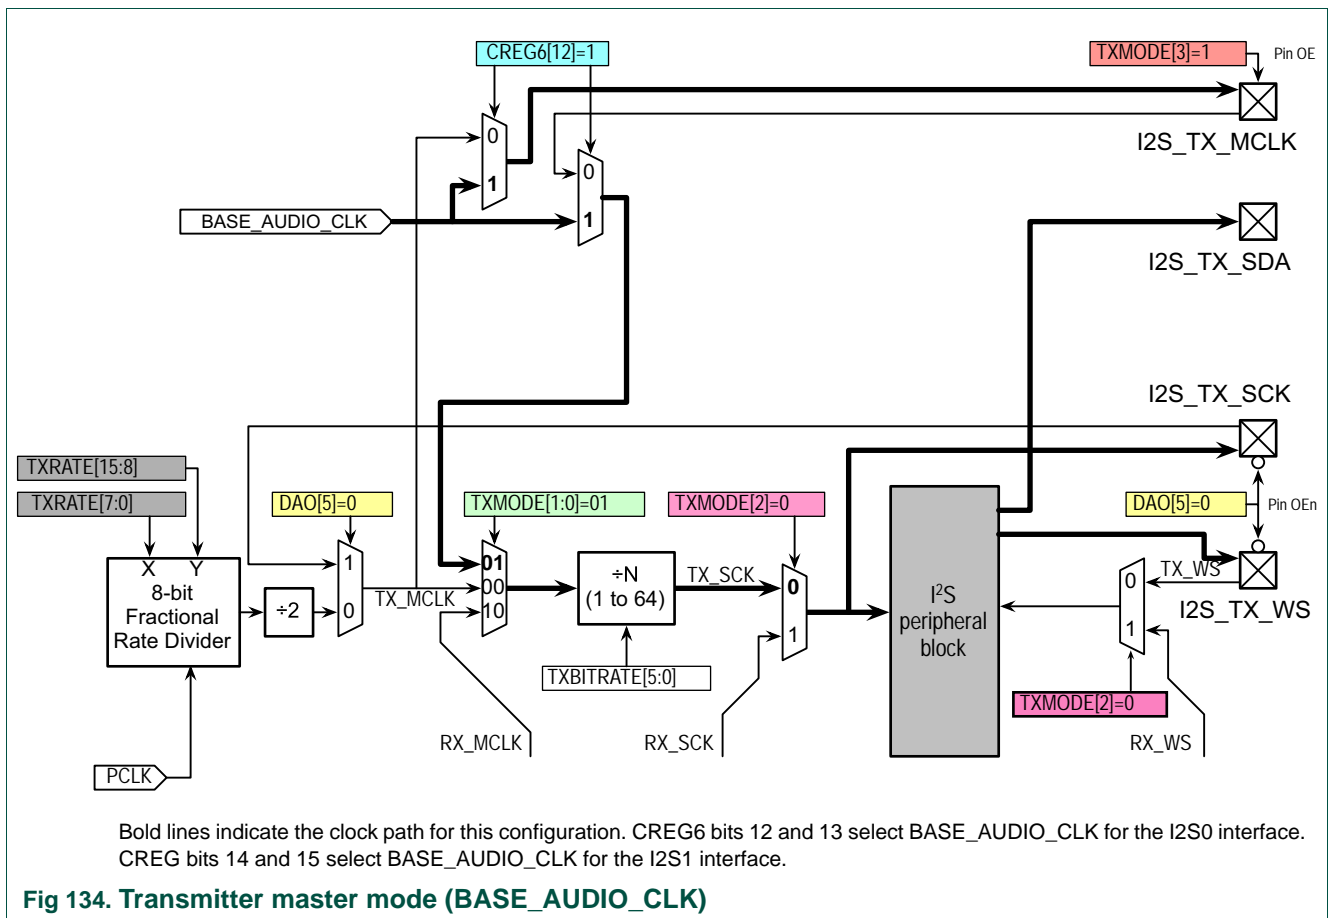 CREG6[12]=1
TXMODE[3]=1
Pin OE
0
1
I2S_TX_MCLK
0
1
BASE_AUDIO_CLK
I2S_TX_SDA
I2S_TX_SCK
TXRATE[15:8]
TXRATE[7:0]
DAO[5]=0
TXMODE[1:0]=01
TXMODE[2]=0
DAO[5]=0
Pin OEn
X Y
8-bit
Fractional
Rate Divider
÷2
1
0
TX_MCLK
01
00
10
÷N
(1 to 64)
TX_SCK
0
1
I²S
peripheral
block
0
1
TX_WS
I2S_TX_WS
TXBITRATE[5:0]
TXMODE[2]=0
RX_MCLK
RX_SCK
RX_WS
PCLK
Bold lines indicate the clock path for this configuration. CREG6 bits 12 and 13 select BASE_AUDIO_CLK for the I2S0 interface.
CREG bits 14 and 15 select BASE_AUDIO_CLK for the I2S1 interface.
Fig 134. Transmitter master mode (BASE_AUDIO_CLK)